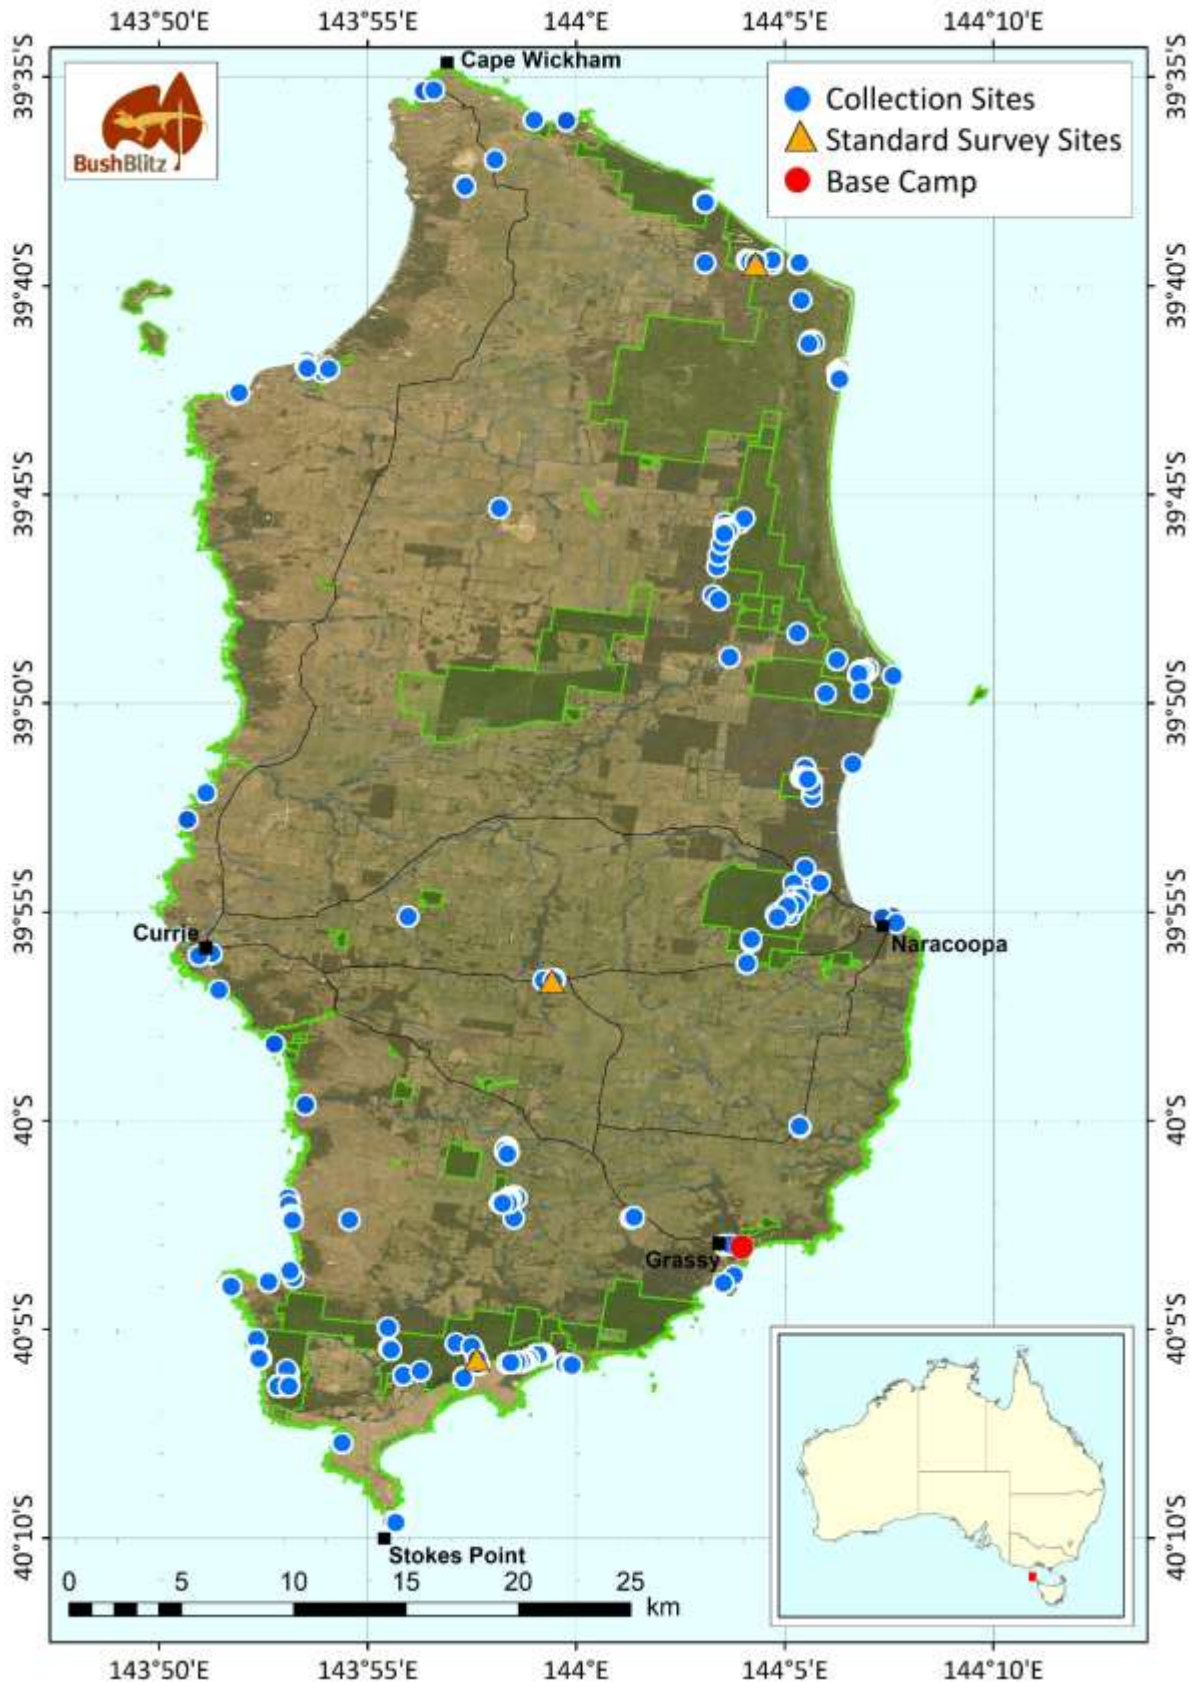 143°50'E 143°55'E 144°E 144°5'E 144°10'E
39°35'S 39°35'S
Cape Wickham
BushBlitz
Collection Sites
Standard Survey Sites
Base Camp
39°40'S 39°40'S
39°45'S 39°45'S
39°50'S 39°50'S
39°55'S 39°55'S
Currie
Naracoopa
40°S 40°S
Grassy
40°5'S 40°5'S
40°10'S 40°10'S
Stokes Point
0 5 10 15 20 25
km
143°50'E 143°55'E 144°E 144°5'E 144°10'E